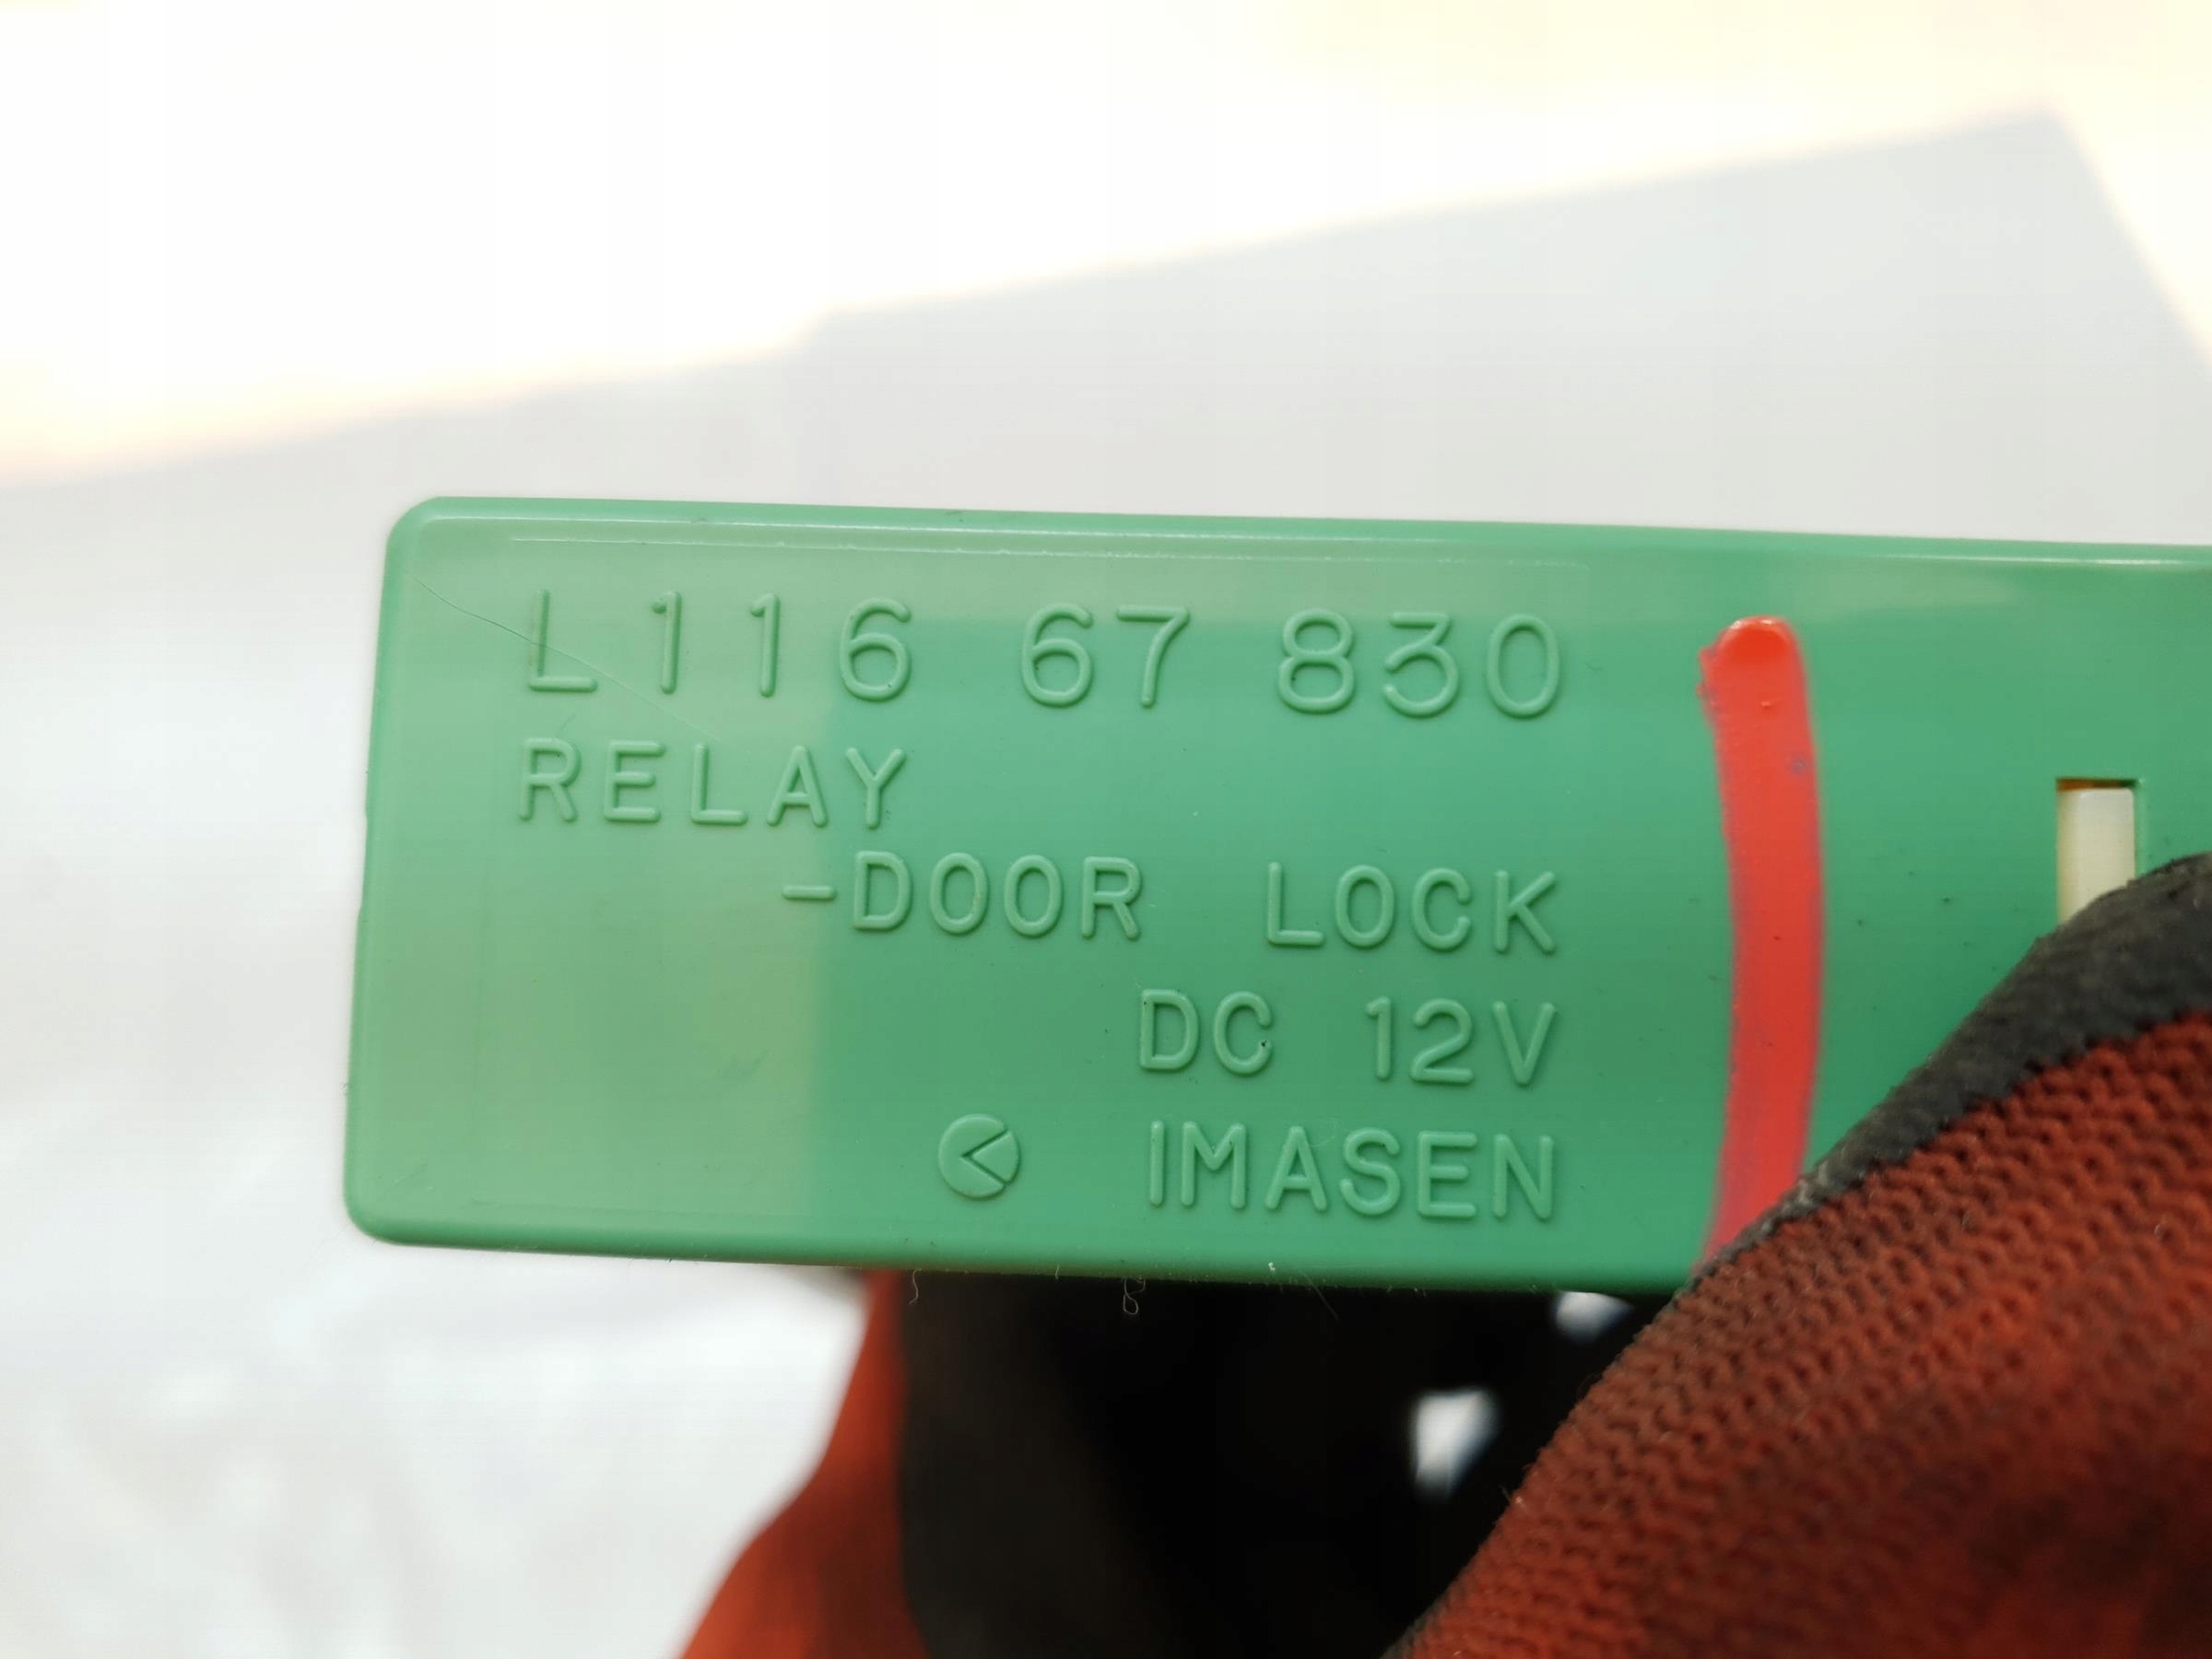 L116 67 830
RELAY
-DOOR LOCK
DC 12V
IMASEN